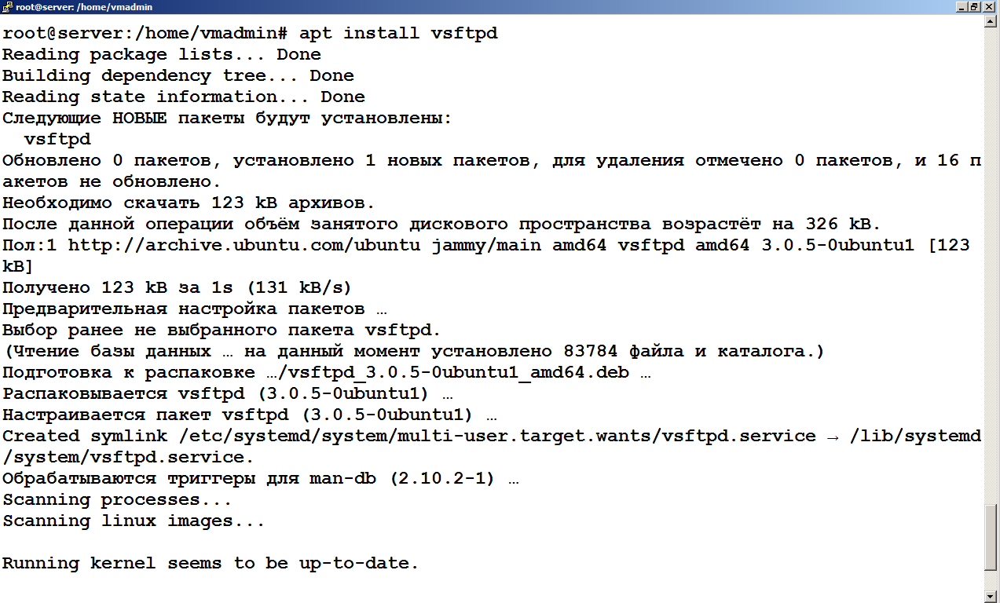 root@server: /home/vmadmin
root@server:/home/vmadmin# apt install vsftpd
Reading package lists... Done
Building dependency tree... Done
Reading state information... Done
Следующие НОВЫЕ пакеты будут установлены:
  vsftpd
Обновлено 0 пакетов, установлено 1 новых пакетов, для удаления отмечено 0 пакетов, и 16 п
акетов не обновлено.
Необходимо скачать 123 kB архивов.
После данной операции объём занятого дискового пространства возрастёт на 326 kB.
Пол:1 http://archive.ubuntu.com/ubuntu jammy/main amd64 vsftpd amd64 3.0.5-0ubuntu1 [123
kB]
Получено 123 kB за 1s (131 kB/s)
Предварительная настройка пакетов …
Выбор ранее не выбранного пакета vsftpd.
(Чтение базы данных … на данный момент установлено 83784 файла и каталога.)
Подготовка к распаковке …/vsftpd_3.0.5-0ubuntu1_amd64.deb …
Распаковывается vsftpd (3.0.5-0ubuntu1) …
Настраивается пакет vsftpd (3.0.5-0ubuntu1) …
Created symlink /etc/systemd/system/multi-user.target.wants/vsftpd.service → /lib/systemd
/system/vsftpd.service.
Обрабатываются триггеры для man-db (2.10.2-1) …
Scanning processes...
Scanning linux images...
Running kernel seems to be up-to-date.